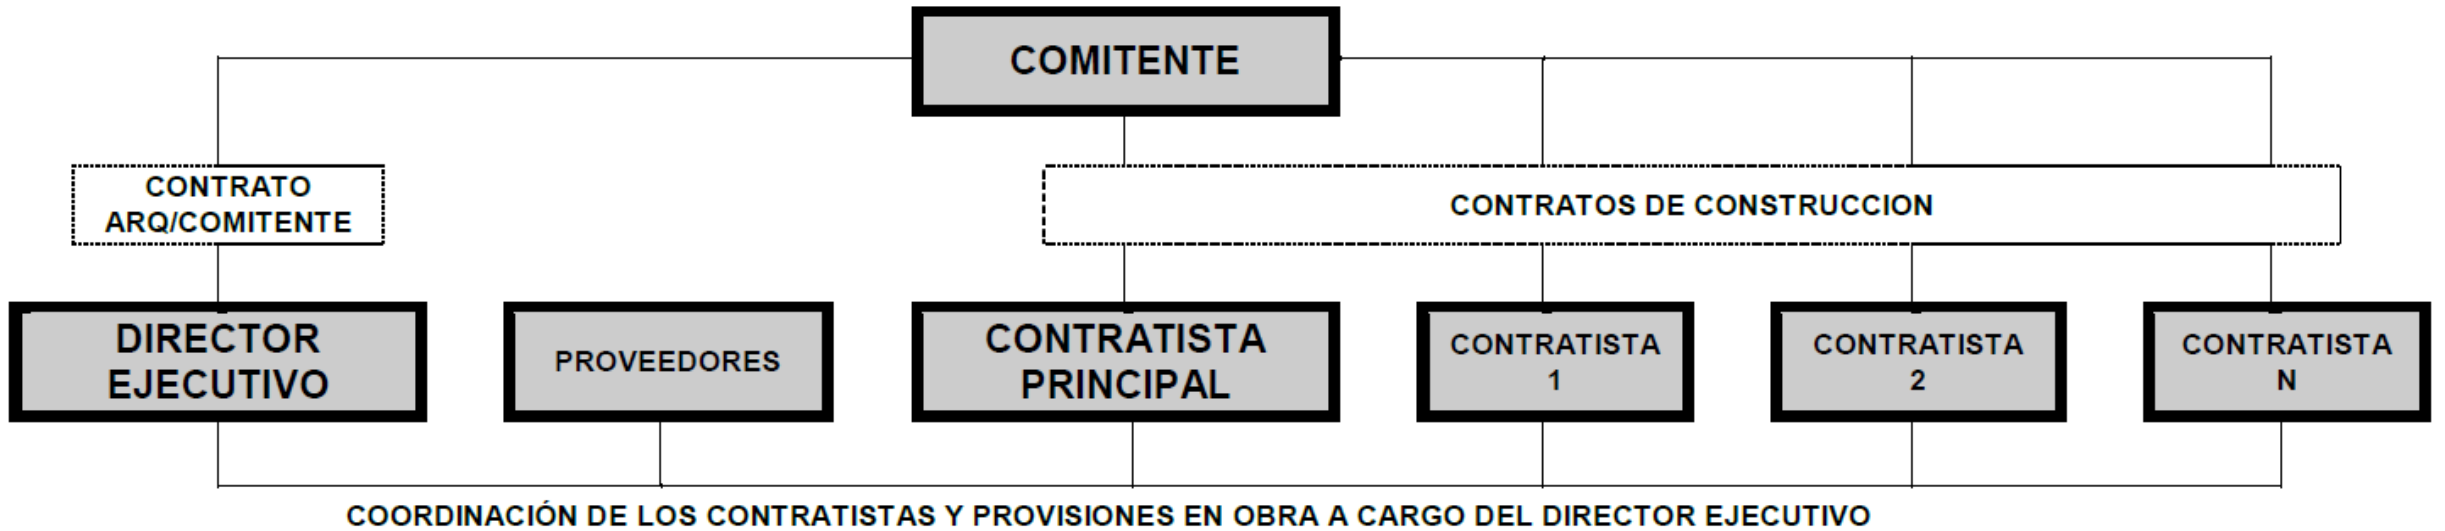 COMITENTE
CONTRATO
ARQ/COMITENTE
CONTRATOS DE CONSTRUCCION
DIRECTOR
EJECUTIVO
PROVEEDORES
CONTRATISTA
PRINCIPAL
CONTRATISTA
1
CONTRATISTA
2
CONTRATISTA
N
COORDINACIÓN DE LOS CONTRATISTAS Y PROVISIONES EN OBRA A CARGO DEL DIRECTOR EJECUTIVO